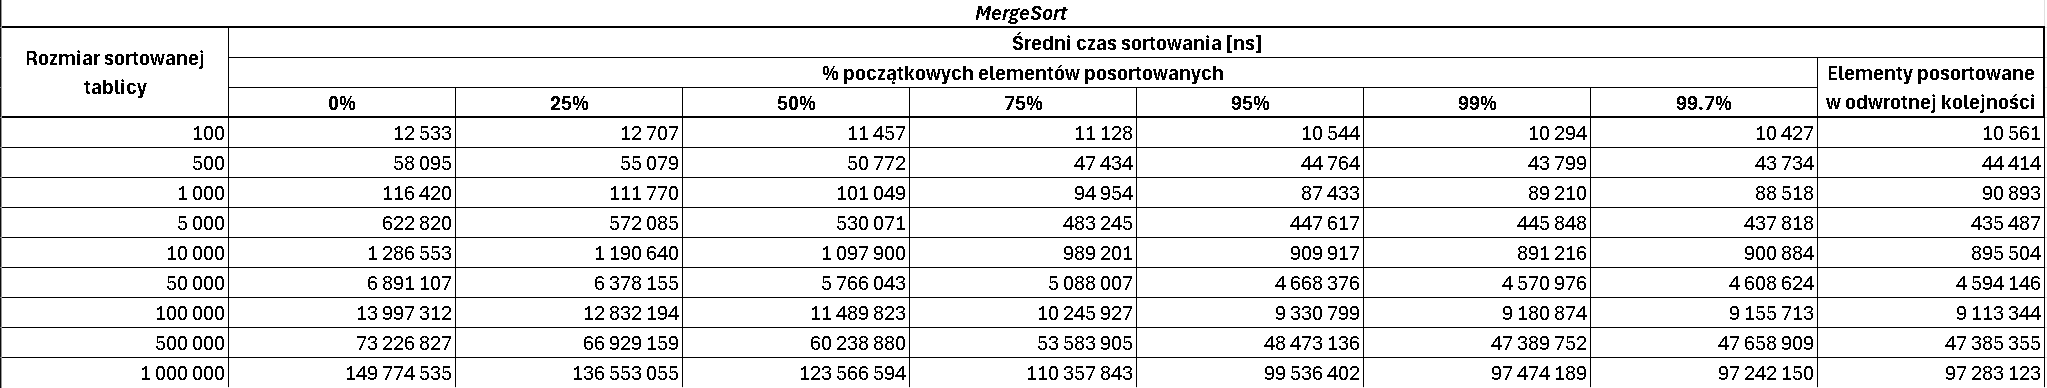 MergeSort
Rozmiar sortowanej tablicy
Średni czas sortowania [ns]
% początkowych elementów posortowanych
Elementy posortowane w odwrotnej kolejności
0% 25% 50% 75% 95% 99% 99.7%
100 12 533 12 707 11 457 11 128 10 544 10 294 10 427 10 561
500 58 095 55 079 50 772 47 434 44 764 43 799 43 734 44 414
1 000 116 420 111 770 101 049 94 954 87 433 89 210 88 518 90 893
5 000 622 820 572 085 530 071 483 245 447 617 445 848 437 818 435 487
10 000 1 286 553 1 190 640 1 097 900 989 201 909 917 891 216 900 884 895 504
50 000 6 891 107 6 378 155 5 766 043 5 088 007 4 668 376 4 570 976 4 608 624 4 594 146
100 000 13 997 312 12 832 194 11 489 823 10 245 927 9 330 799 9 180 874 9 155 713 9 113 344
500 000 73 226 827 66 929 159 60 238 880 53 583 905 48 473 136 47 389 752 47 658 909 47 385 355
1 000 000 149 774 535 136 553 055 123 566 594 110 357 843 99 536 402 97 474 189 97 242 150 97 283 123